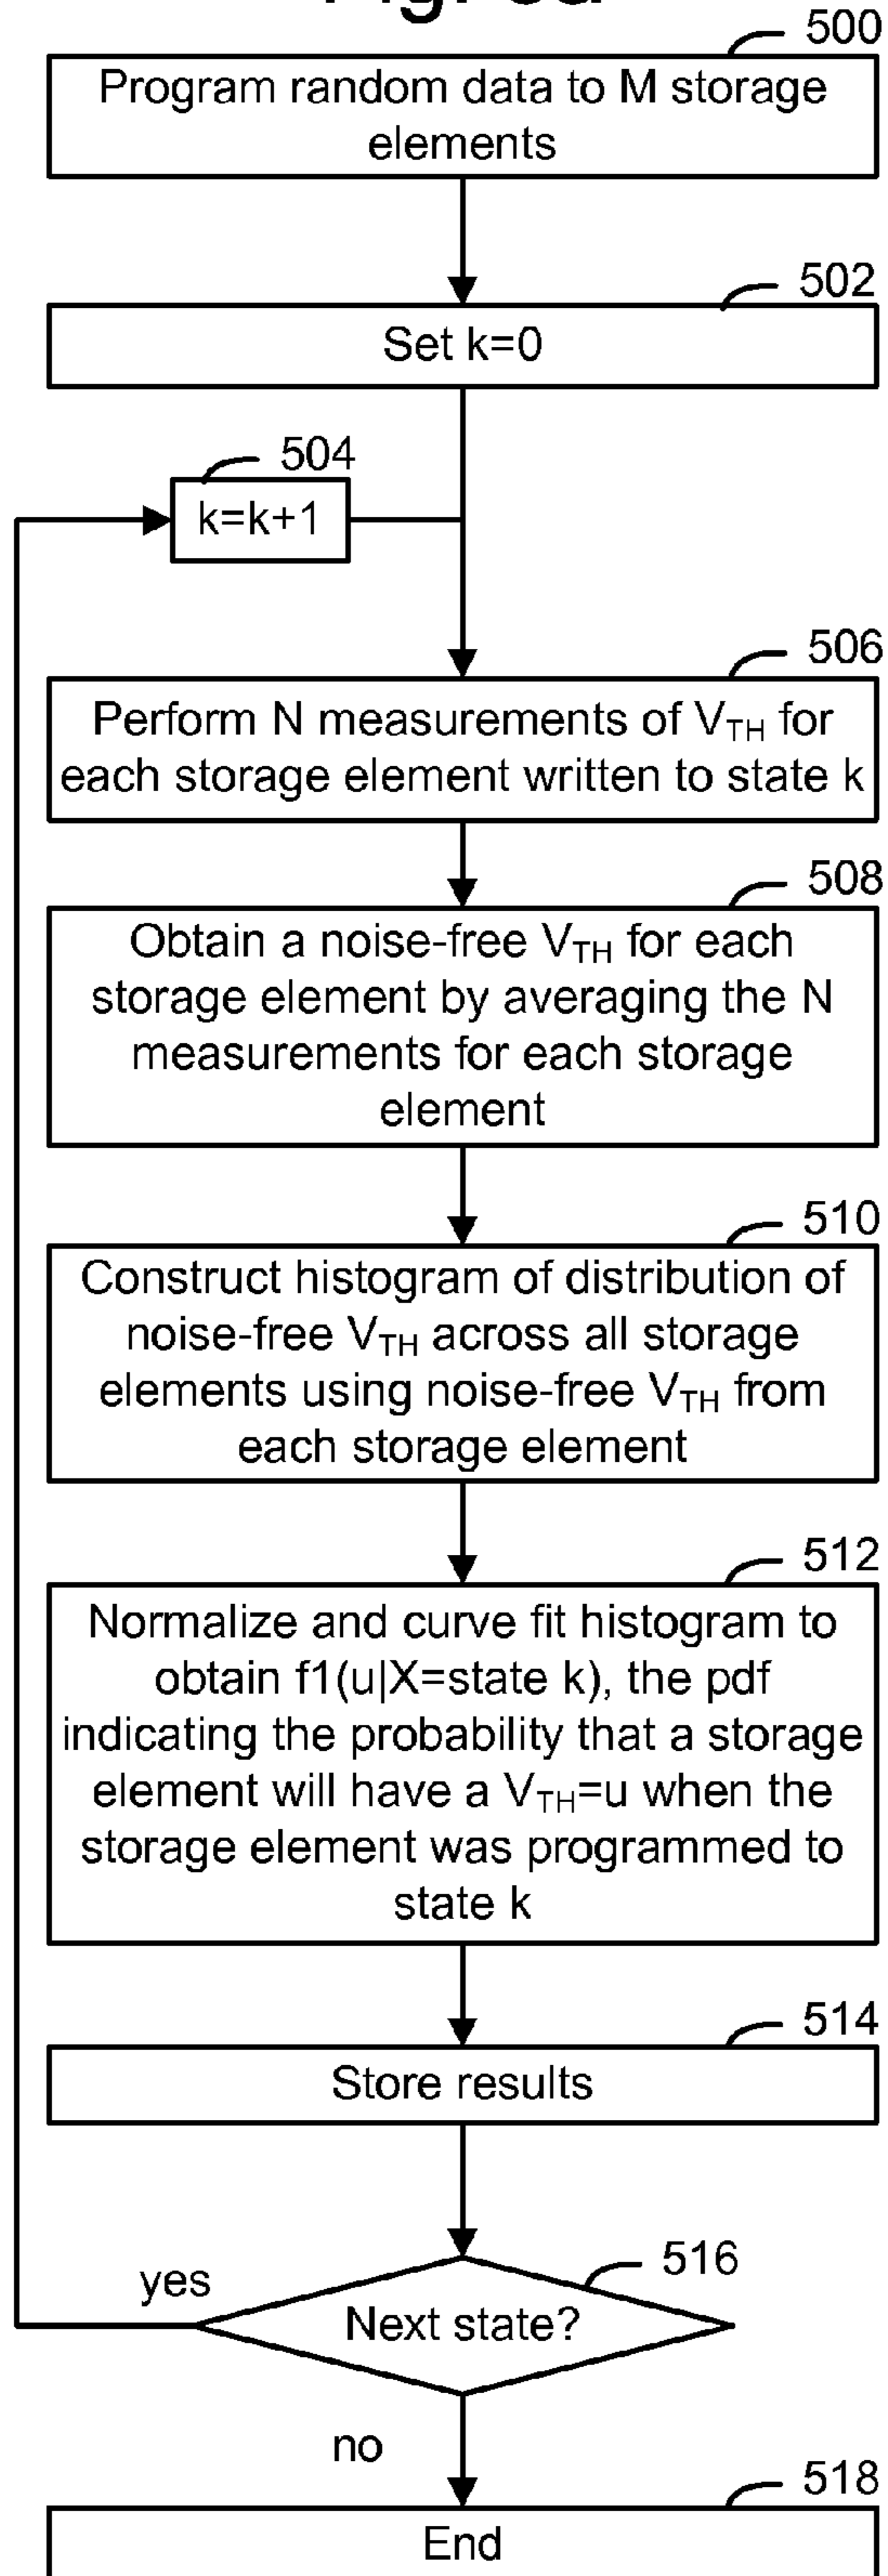 500
Program random data to M storage
elements
502
Set k=0
504
k=k+1
506
Perform N measurements of VTH for
each storage element written to state k
508
Obtain a noise-free VTH for each
storage element by averaging the N
measurements for each storage
element
510
Construct histogram of distribution of
noise-free VTH across all storage
elements using noise-free VTH from
each storage element
512
Normalize and curve fit histogram to
obtain f1(u|X=state k), the pdf
indicating the probability that a storage
element will have a VTH=u when the
storage element was programmed to
state k
514
Store results
516
yes
Next state?
no
518
End